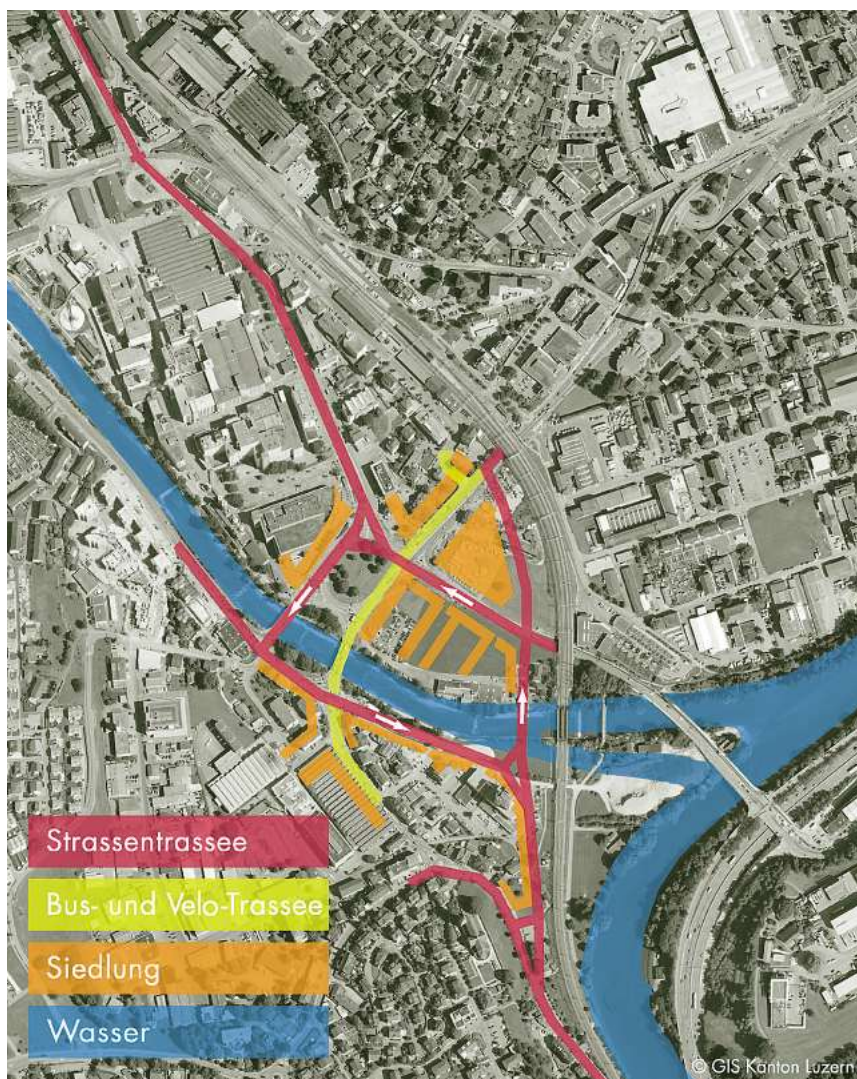 Strassentrassee
Bus- und Velo-Trassee
Siedlung
Wasser
© GIS Kanton Luzern